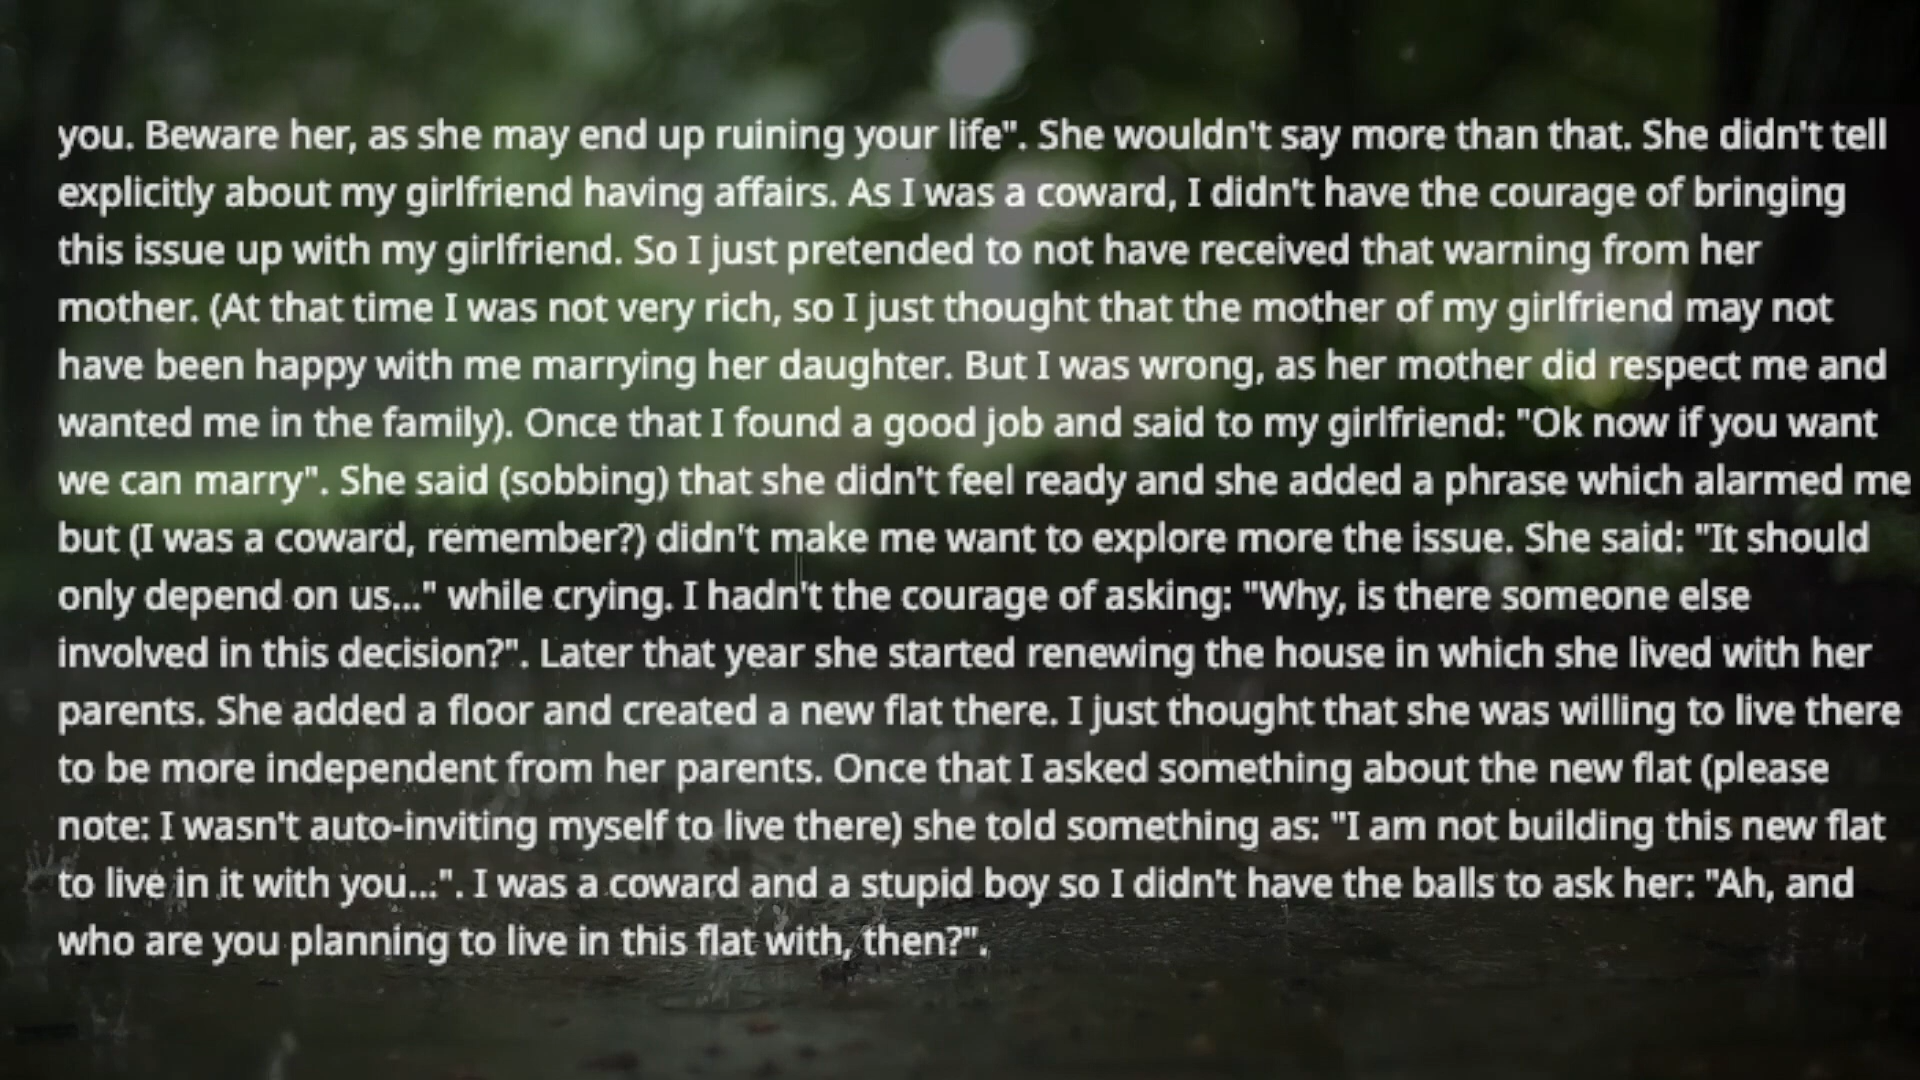 you. Beware her, as she may end up ruining your life". She wouldn't say more than that. She didn't tell
explicitly about my girlfriend having affairs. As I was a coward, I didn't have the courage of bringing
this issue up with my girlfriend. So I just pretended to not have received that warning from her
mother. (At that time I was not very rich, so I just thought that the mother of my girlfriend may not
have been happy with me marrying her daughter. But I was wrong, as her mother did respect me and
wanted me in the family). Once that I found a good job and said to my girlfriend: "Ok now if you want
we can marry". She said (sobbing) that she didn't feel ready and she added a phrase which alarmed me
but (I was a coward, remember?) didn't make me want to explore more the issue. She said: "It should
only depend on us..." while crying. I hadn't the courage of asking: "Why, is there someone else
involved in this decision?". Later that year she started renewing the house in which she lived with her
parents. She added a floor and created a new flat there. I just thought that she was willing to live there
to be more independent from her parents. Once that I asked something about the new flat (please
note: I wasn't auto-inviting myself to live there) she told something as: "I am not building this new flat
to live in it with you...". I was a coward and a stupid boy so I didn't have the balls to ask her: "Ah, and
who are you planning to live in this flat with, then?".